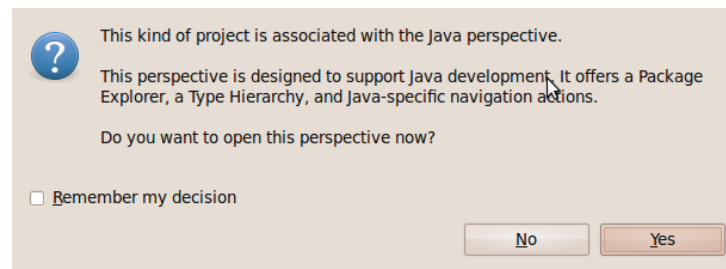 This kind of project is associated with the Java perspective.
This perspective is designed to support Java development. It offers a Package
Explorer, a Type Hierarchy, and Java-specific navigation actions.
Do you want to open this perspective now?
Remember my decision
No Yes